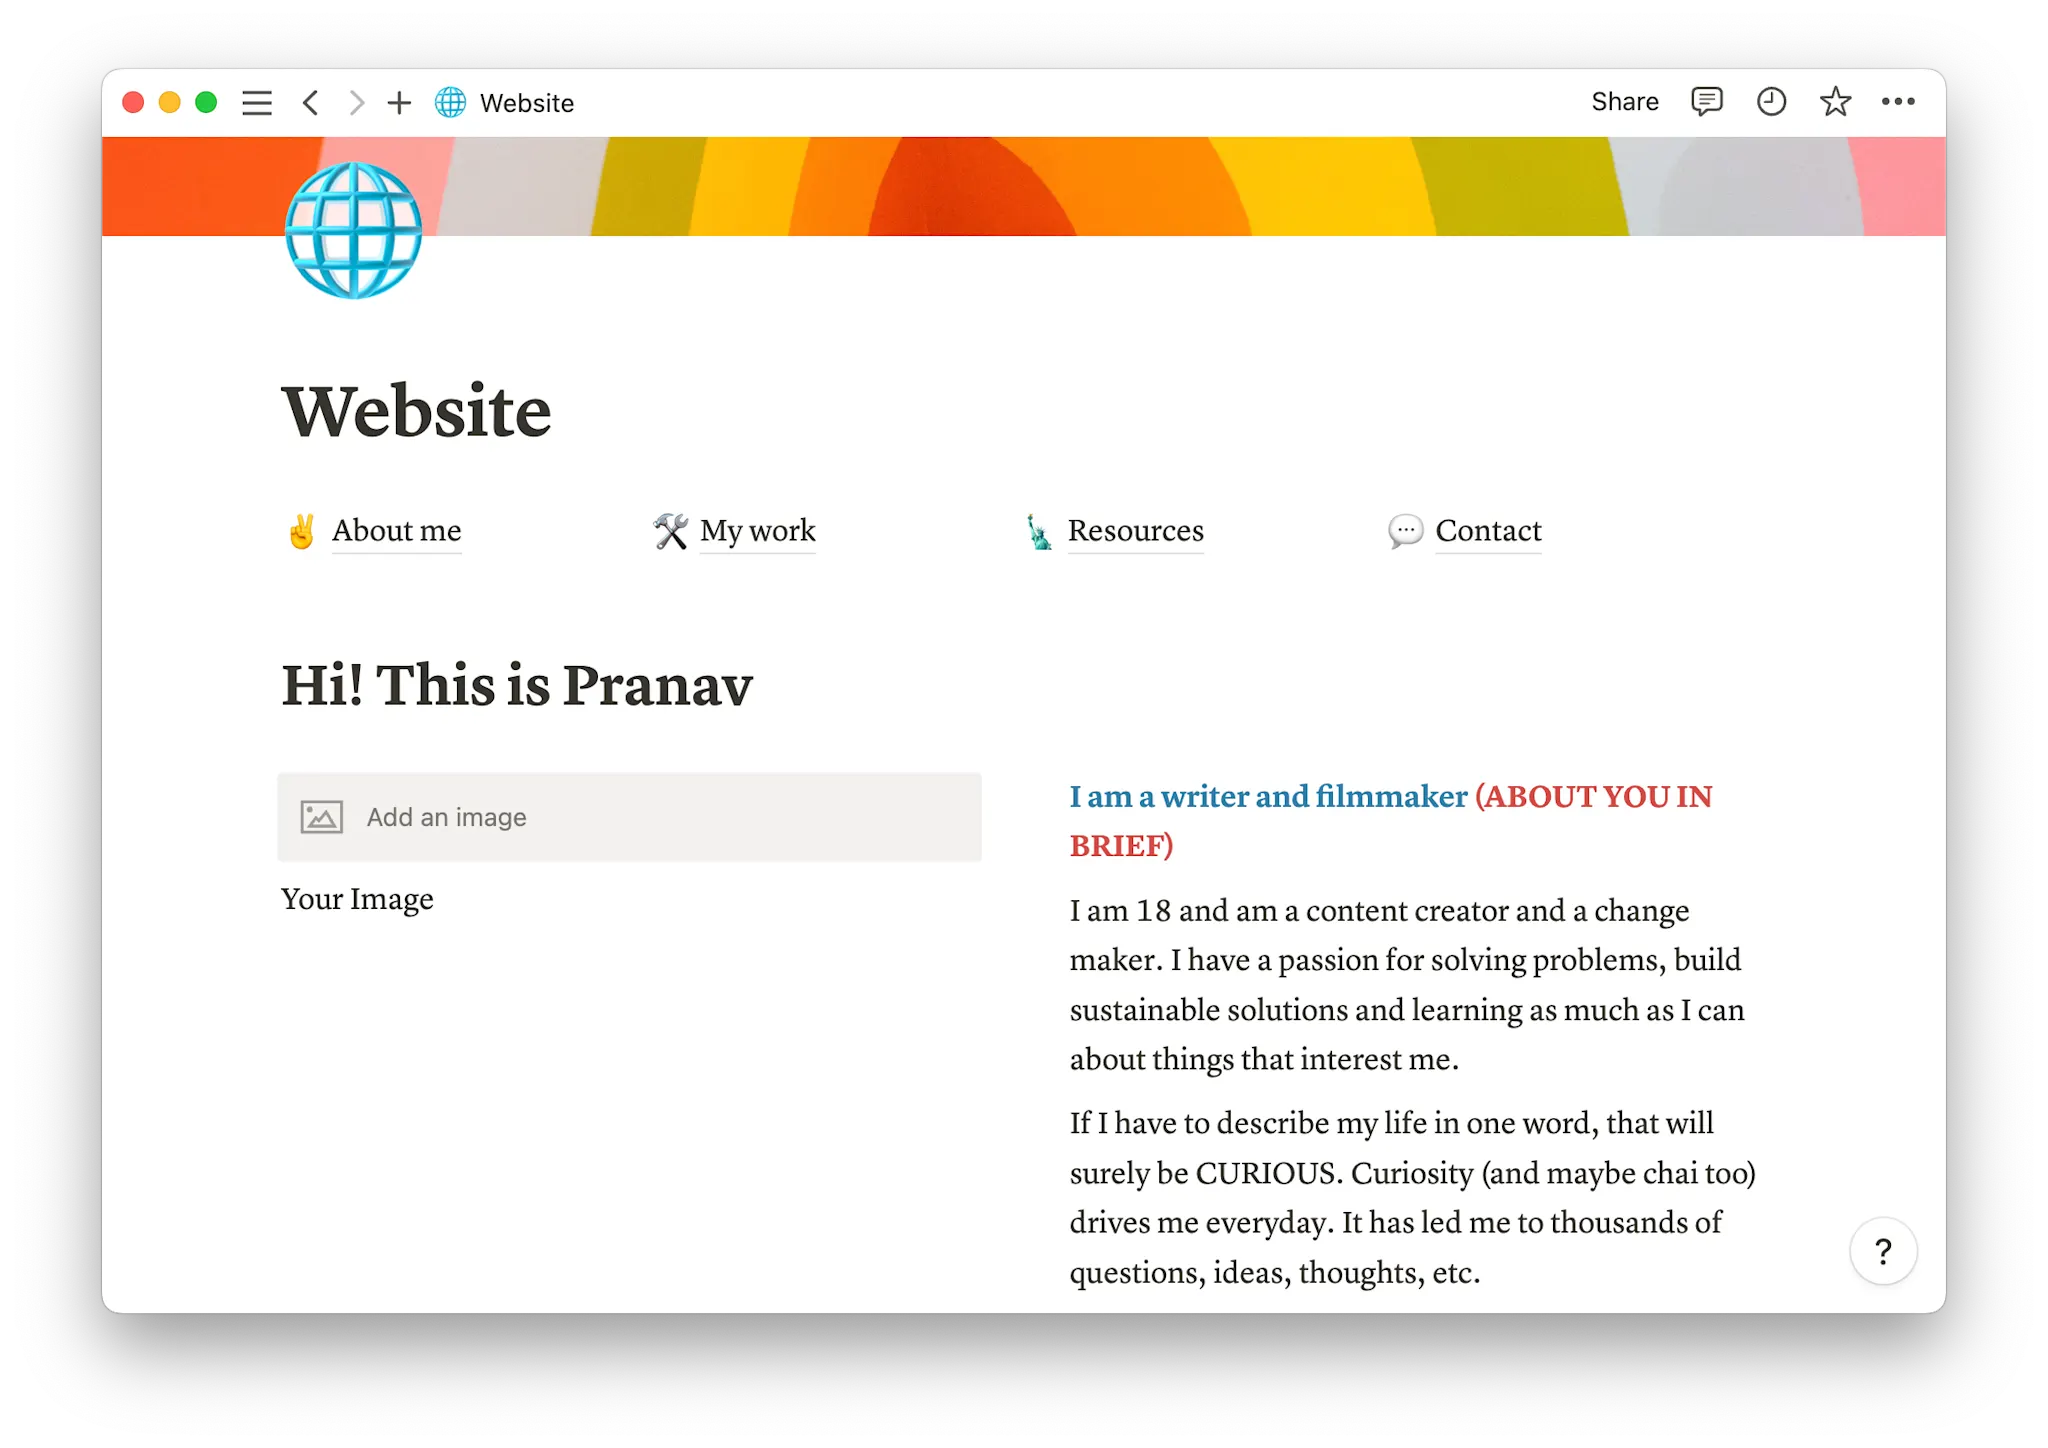 Website
Share
Website
About me
My work
Resources
Contact
Hi! This is Pranav
Add an image
Your Image
I am a writer and filmmaker (ABOUT YOU IN
BRIEF)
I am 18 and am a content creator and a change
maker. I have a passion for solving problems, build
sustainable solutions and learning as much as I can
about things that interest me.
If I have to describe my life in one word, that will
surely be CURIOUS. Curiosity (and maybe chai too)
drives me everyday. It has led me to thousands of
questions, ideas, thoughts, etc.
?